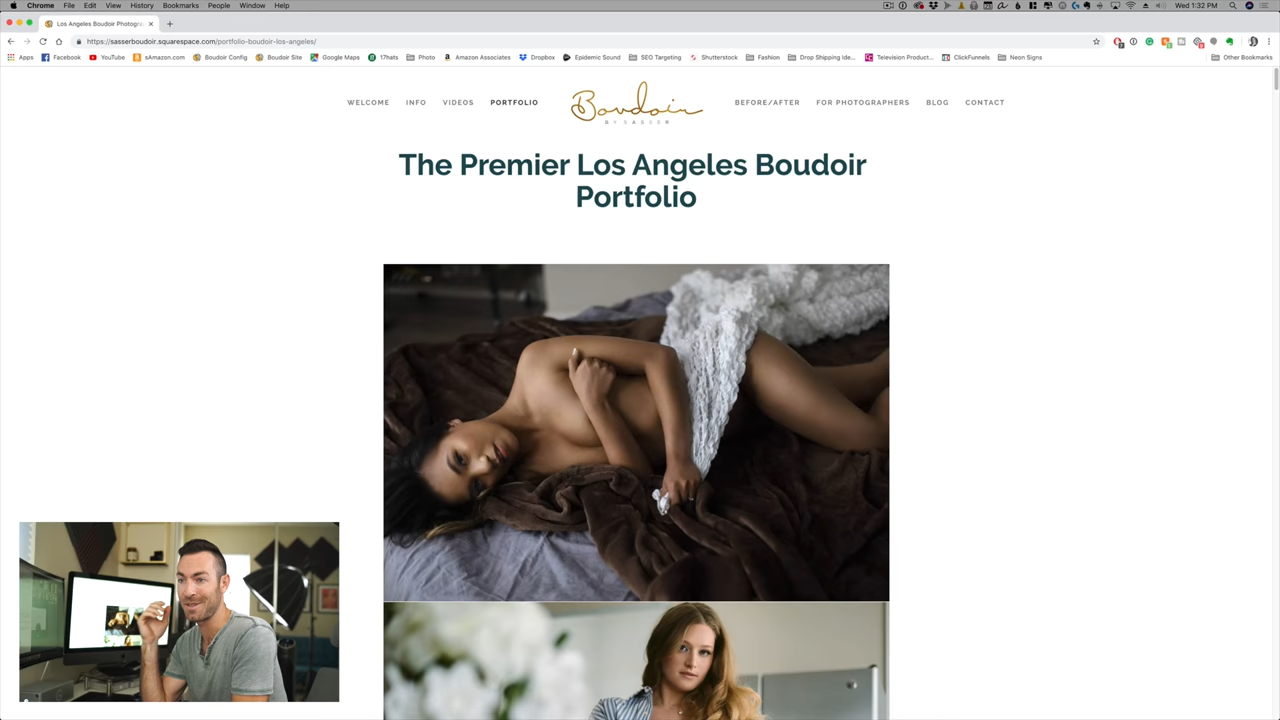 Chrome File Edit View History Bookmarks People Window Help
Wed 1:32 PM
Los Angeles Boudoir Photogra
https://sasserboudoir.squarespace.com/portfolio-boudoir-los-angeles/
Apps Facebook YouTube sAmazon.com Boudoir Config Boudoir Site Google Maps 17hats Photo Amazon Associates Dropbox Epidemic Sound SEO Targeting Shutterstock Fashion Drop Shipping Ide... Television Product... ClickFunnels Neon Signs Other Bookmarks
WELCOME INFO VIDEOS PORTFOLIO Boudoir BEFORE/AFTER FOR PHOTOGRAPHERS BLOG CONTACT
BY SASSER
The Premier Los Angeles Boudoir
Portfolio